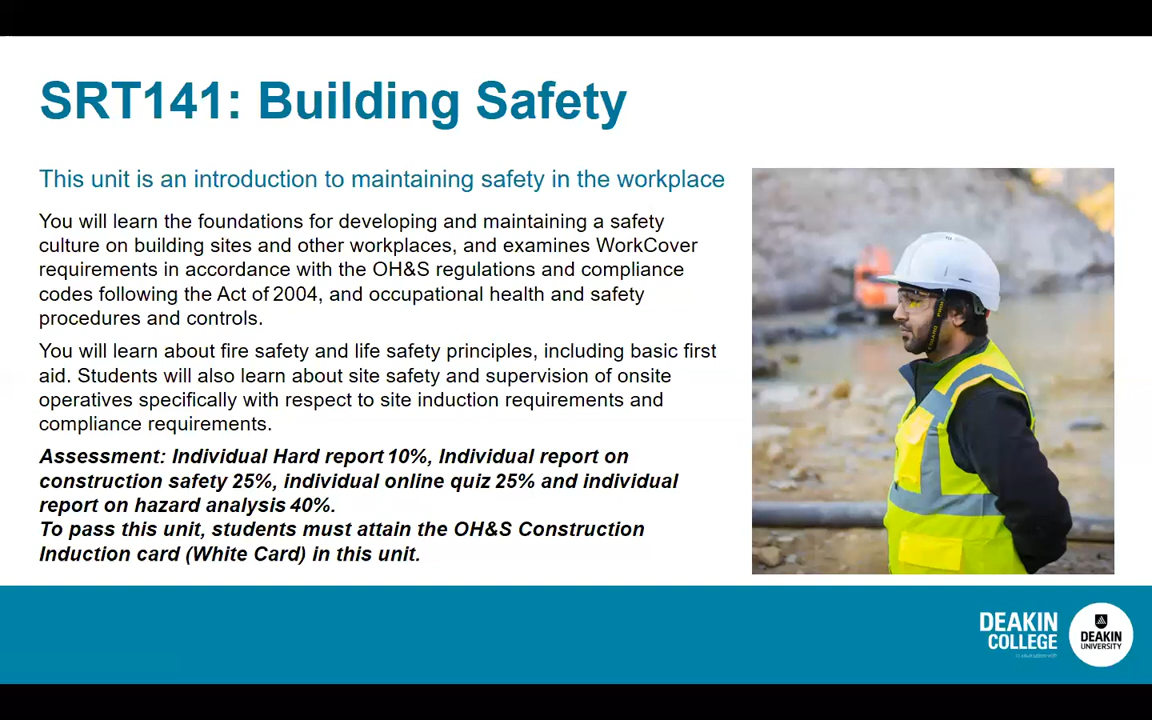 SRT141: Building Safety
This unit is an introduction to maintaining safety in the workplace
You will learn the foundations for developing and maintaining a safety
culture on building sites and other workplaces, and examines WorkCover
requirements in accordance with the OH&S regulations and compliance
codes following the Act of 2004, and occupational health and safety
procedures and controls.
You will learn about fire safety and life safety principles, including basic first
aid. Students will also learn about site safety and supervision of onsite
operatives specifically with respect to site induction requirements and
compliance requirements.
Assessment: Individual Hard report 10%, Individual report on
construction safety 25%, individual online quiz 25% and individual
report on hazard analysis 40%.
To pass this unit, students must attain the OH&S Construction
Induction card (White Card) in this unit.
DEAKIN
COLLEGE
DEAKIN
UNIVERSITY